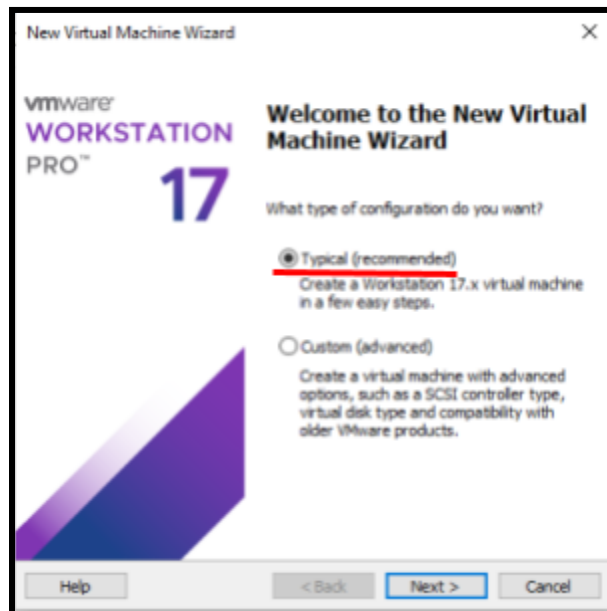 New Virtual Machine Wizard
vmware
WORKSTATION
PRO™
17
Welcome to the New Virtual
Machine Wizard
What type of configuration do you want?
Typical (recommended)
Create a Workstation 17.x virtual machine
in a few easy steps.
Custom (advanced)
Create a virtual machine with advanced
options, such as a SCSI controller type,
virtual disk type and compatibility with
older VMware products.
Help
< Back
Next >
Cancel